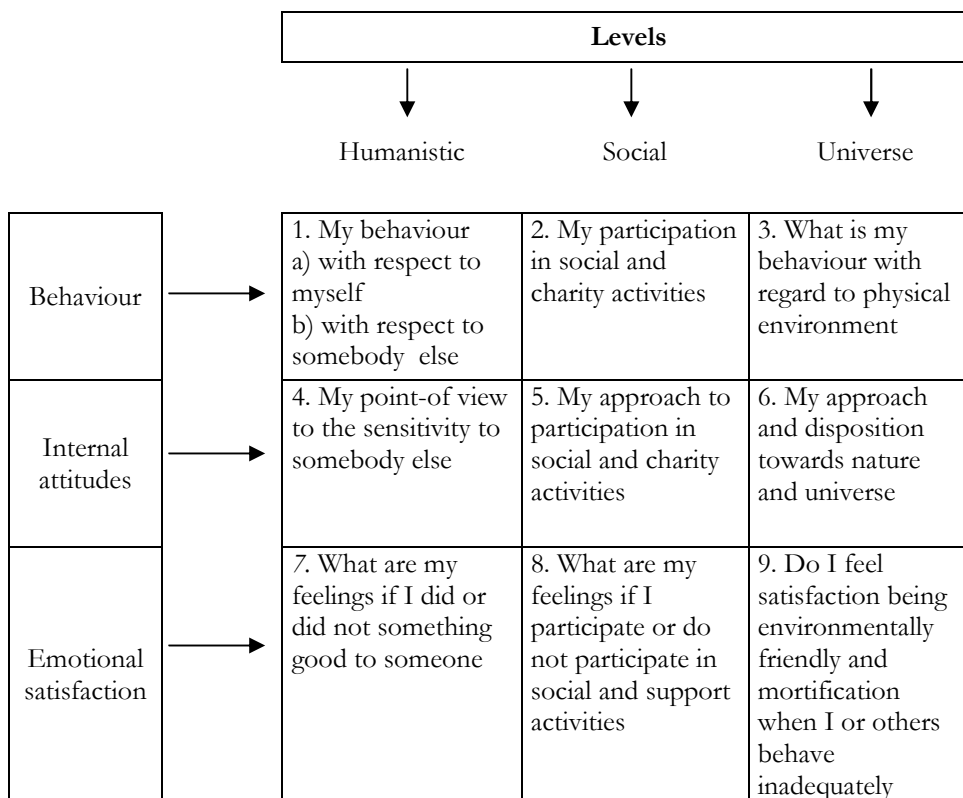 Levels
Humanistic
Social
Universe
Behaviour
1. My behaviour
a) with respect to
myself
b) with respect to
somebody else
2. My participation
in social and
charity activities
3. What is my
behaviour with
regard to physical
environment
Internal
attitudes
4. My point-of view
to the sensitivity to
somebody else
5. My approach to
participation in
social and charity
activities
6. My approach
and disposition
towards nature
and universe
Emotional
satisfaction
7. What are my
feelings if I did or
did not something
good to someone
8. What are my
feelings if I
participate or do
not participate in
social and support
activities
9. Do I feel
satisfaction being
environmentally
friendly and
mortification
when I or others
behave
inadequately